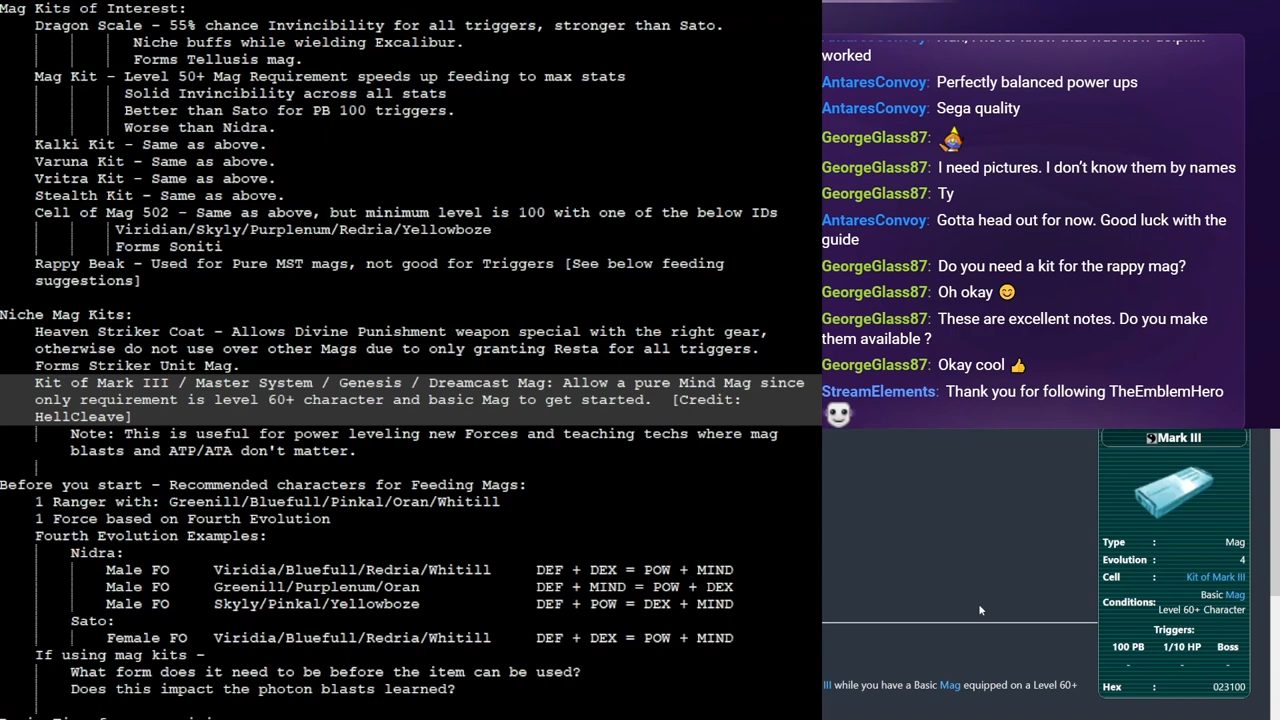 Mag Kits of Interest:
Dragon Scale - 55% chance Invincibility for all triggers, stronger than Sato.
Niche buffs while wielding Excalibur.
Forms Tellusis mag.
Mag Kit - Level 50+ Mag Requirement speeds up feeding to max stats
Solid Invincibility across all stats
Better than Sato for PB 100 triggers.
Worse than Nidra.
Kalki Kit - Same as above.
Varuna Kit - Same as above.
Vritra Kit - Same as above.
Stealth Kit - Same as above.
Cell of Mag 502 - Same as above, but minimum level is 100 with one of the below IDs
Viridian/Skyly/Purplenum/Redria/Yellowboze
Forms Soniti
Rappy Beak - Used for Pure MST mags, not good for Triggers [See below feeding
suggestions]
Niche Mag Kits:
Heaven Striker Coat - Allows Divine Punishment weapon special with the right gear,
otherwise do not use over other Mags due to only granting Resta for all triggers.
Forms Striker Unit Mag.
Kit of Mark III / Master System / Genesis / Dreamcast Mag: Allow a pure Mind Mag since
only requirement is level 60+ character and basic Mag to get started.  [Credit:
HellCleave]
Note: This is useful for power leveling new Forces and teaching techs where mag
blasts and ATP/ATA don't matter.
Before you start - Recommended characters for Feeding Mags:
1 Ranger with: Greenill/Bluefull/Pinkal/Oran/Whitill
1 Force based on Fourth Evolution
Fourth Evolution Examples:
Nidra:
Male FO Viridia/Bluefull/Redria/Whitill DEF + DEX = POW + MIND
Male FO Greenill/Purplenum/Oran DEF + MIND = POW + DEX
Male FO Skyly/Pinkal/Yellowboze DEF + POW = DEX + MIND
Sato:
Female FO Viridia/Bluefull/Redria/Whitill DEF + DEX = POW + MIND
If using mag kits -
What form does it need to be before the item can be used?
Does this impact the photon blasts learned?
worked
AntaresConvoy: Perfectly balanced power ups
AntaresConvoy: Sega quality
GeorgeGlass87:
GeorgeGlass87: I need pictures. I don't know them by names
GeorgeGlass87: Ty
AntaresConvoy: Gotta head out for now. Good luck with the
guide
GeorgeGlass87: Do you need a kit for the rappy mag?
GeorgeGlass87: Oh okay 😊
GeorgeGlass87: These are excellent notes. Do you make
them available ?
GeorgeGlass87: Okay cool 👍
StreamElements: Thank you for following TheEmblemHero
Mark III
Type : Mag
Evolution : 4
Cell : Kit of Mark III
Conditions: Basic Mag
Level 60+ Character
Triggers:
100 PB 1/10 HP Boss
- - -
Hex : 023100
III while you have a Basic Mag equipped on a Level 60+